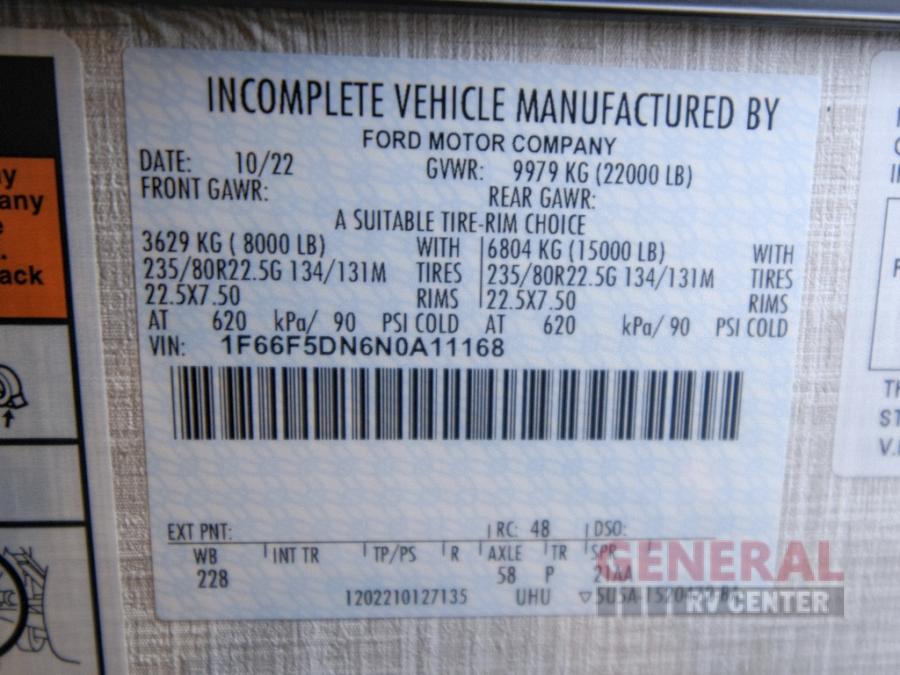 INCOMPLETE VEHICLE MANUFACTURED BY
FORD MOTOR COMPANY
DATE: 10/22 GVWR: 9979 KG (22000 LB)
FRONT GAWR: REAR GAWR:
A SUITABLE TIRE-RIM CHOICE
3629 KG ( 8000 LB) WITH 6804 KG (15000 LB) WITH
235/80R22.5G 134/131M TIRES 235/80R22.5G 134/131M TIRES
22.5X7.50 RIMS 22.5X7.50 RIMS
AT 620 kPa/ 90 PSI COLD AT 620 kPa/ 90 PSI COLD
VIN: 1F66F5DN6N0A11168
EXT PNT: RC: 48 DSO:
WB INT TR TP/PS R AXLE TR SPR
228 58 P 21AA
1202210127135 UHU
GENERAL
RV CENTER
ack
TH
ST